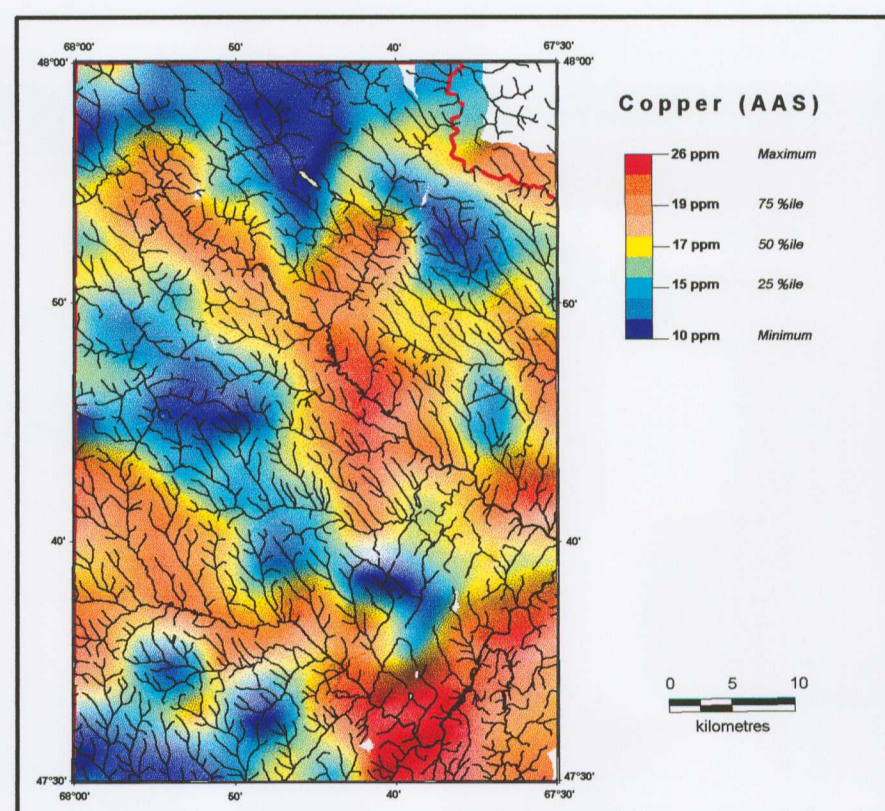 68°00'
50'
40'
67°30'
48°00'
48°00'
50'
50'
40'
40'
47°30'
47°30'
68°00'
50'
40'
67°30'
Copper (AAS)
26 ppm Maximum
19 ppm 75 %ile
17 ppm 50 %ile
15 ppm 25 %ile
10 ppm Minimum
0 5 10
kilometres